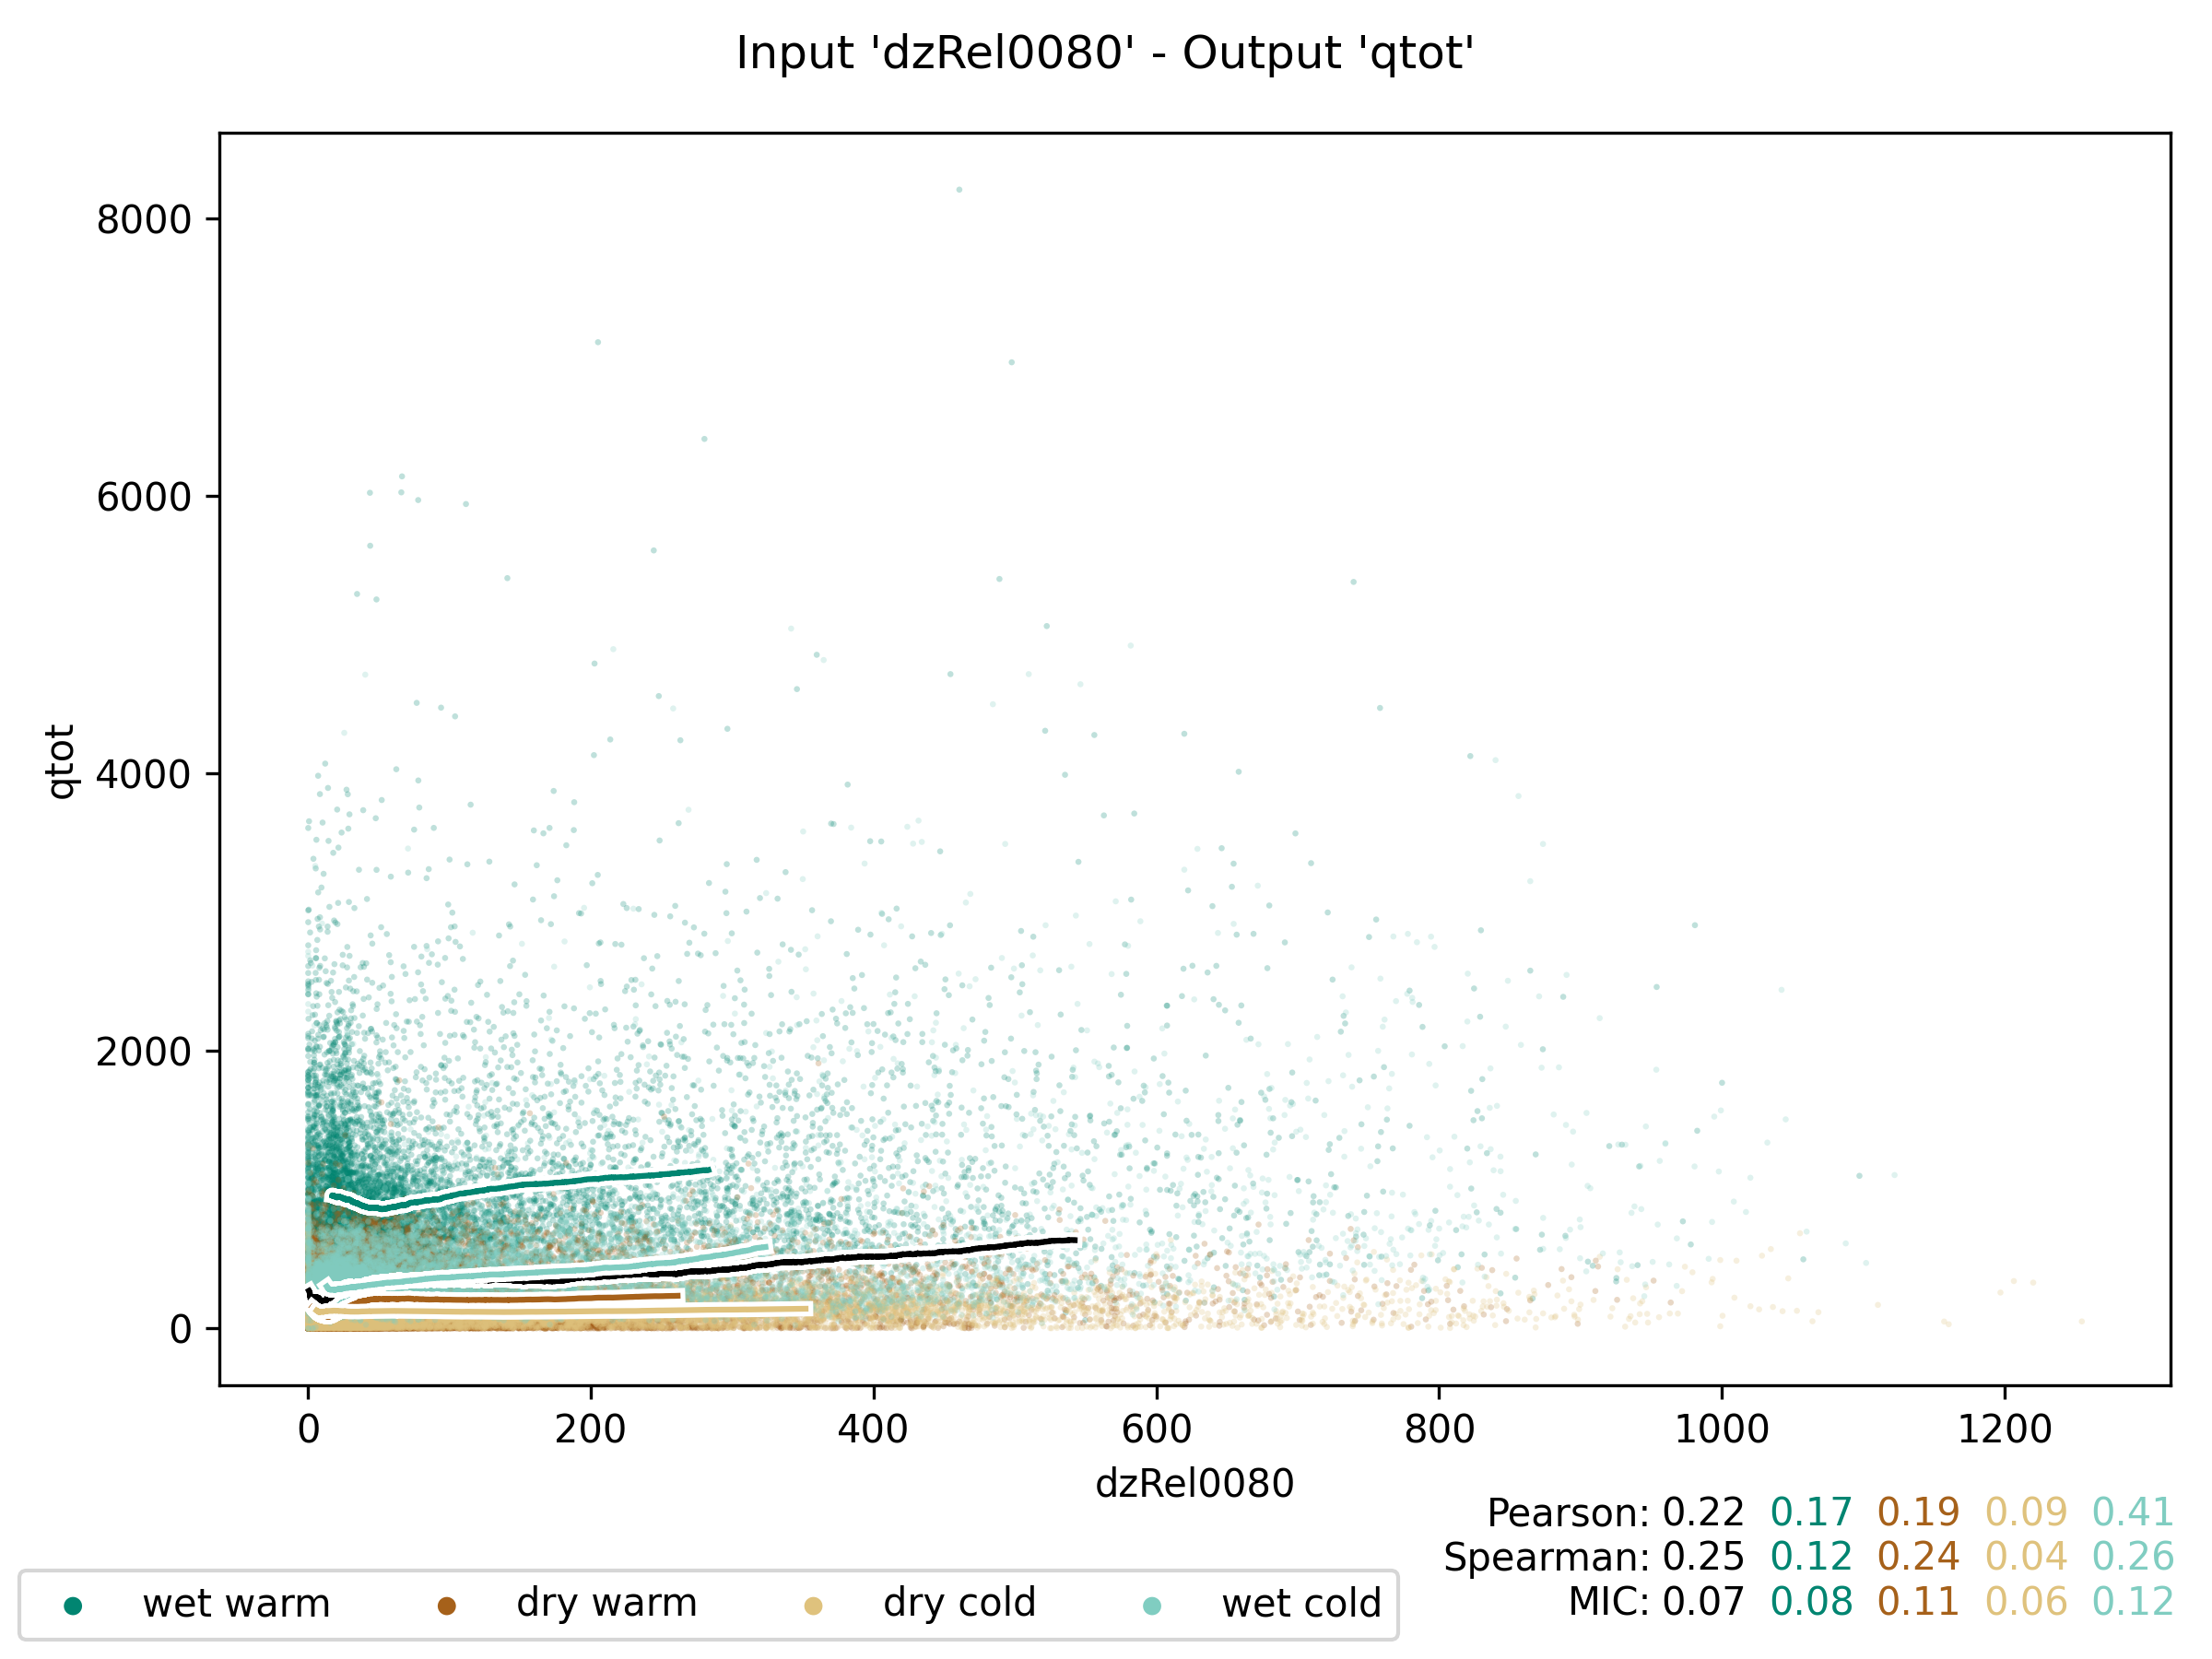 Input 'dzRel0080' - Output 'qtot'
8000
6000
4000
2000
0
qtot
0 200 400 600 800 1000 1200
dzRel0080
Pearson: 0.22 0.17 0.19 0.09 0.41
Spearman: 0.25 0.12 0.24 0.04 0.26
MIC: 0.07 0.08 0.11 0.06 0.12
wet warm dry warm dry cold wet cold